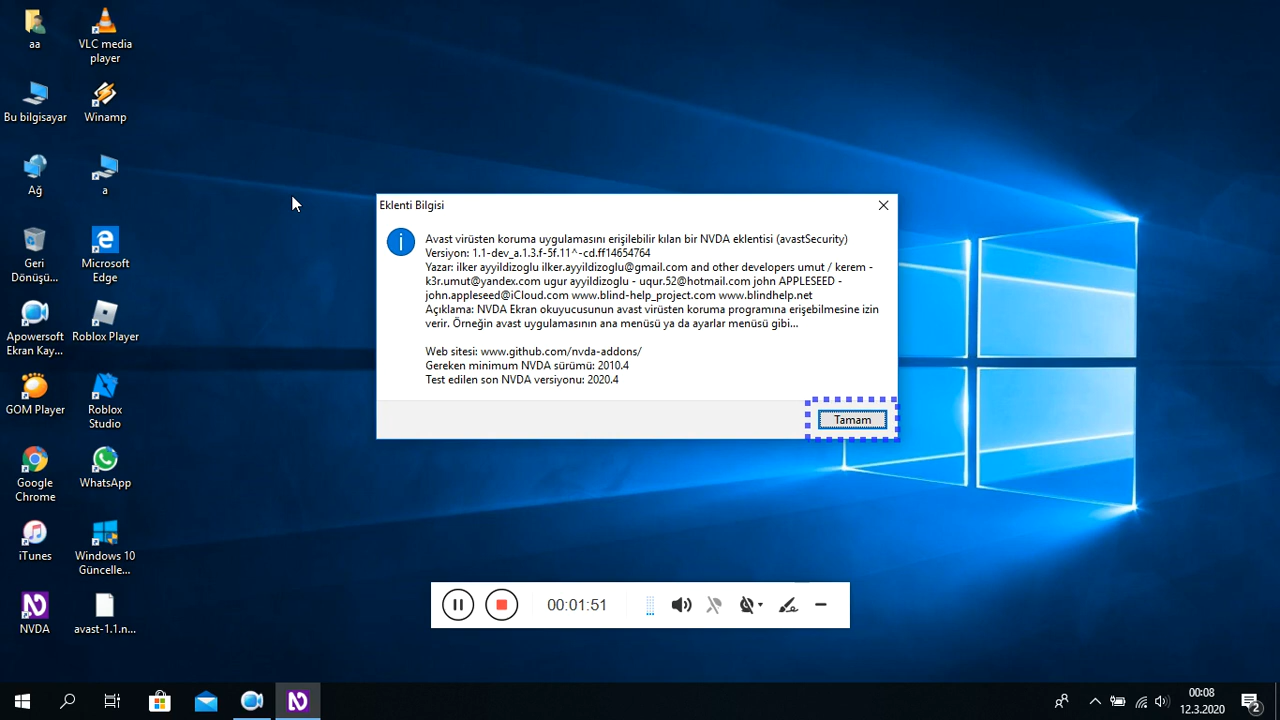 aa
VLC media
player
Bu bilgisayar
Winamp
Ağ
a
Geri
Dönüşü...
Microsoft
Edge
Apowersoft
Ekran Kay...
Roblox Player
GOM Player
Roblox
Studio
Google
Chrome
WhatsApp
iTunes
Windows 10
Güncelle...
NVDA
avast-1.1.n...
Eklenti Bilgisi
Avast virüsten koruma uygulamasını erişilebilir kılan bir NVDA eklentisi (avastSecurity)
Versiyon: 1.1-dev_a.1.3.f-5f.11^-cd.ff14654764
Yazar: ilker ayyildizoglu ilker.ayyildizoglu@gmail.com and other developers umut / kerem -
k3r.umut@yandex.com ugur ayyildizoglu - uqur.52@hotmail.com john APPLESEED -
john.appleseed@iCloud.com www.blind-help_project.com www.blindhelp.net
Açıklama: NVDA Ekran okuyucusunun avast virüsten koruma programına erişebilmesine izin
verir. Örneğin avast uygulamasının ana menüsü ya da ayarlar menüsü gibi...
Web sitesi: www.github.com/nvda-addons/
Gereken minimum NVDA sürümü: 2010.4
Test edilen son NVDA versiyonu: 2020.4
Tamam
00:01:51
00:08
12.3.2020
2